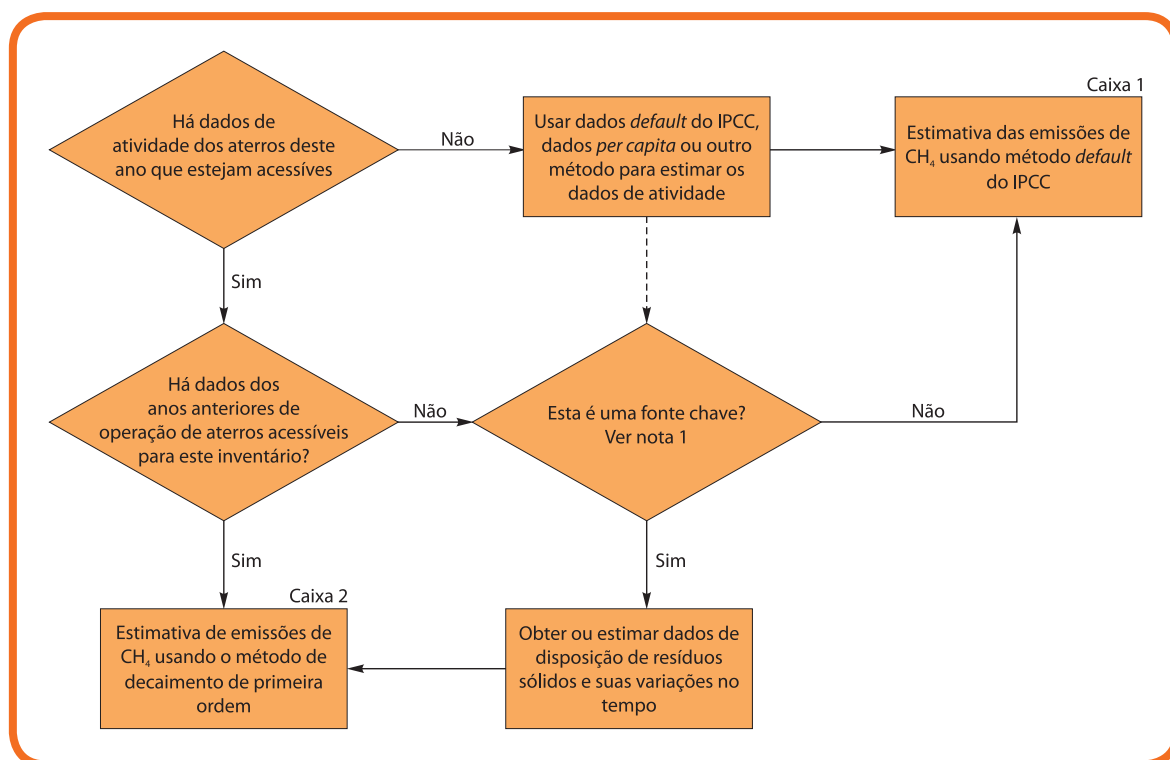 Há dados de
atividade dos aterros deste
ano que estejam acessíves
Não
Usar dados default do IPCC,
dados per capita ou outro
método para estimar os
dados de atividade
Caixa 1
Estimativa das emissões de
CH₄ usando método default
do IPCC
Sim
Há dados dos
anos anteriores de
operação de aterros acessíveis
para este inventário?
Não
Esta é uma fonte chave?
Ver nota 1
Não
Sim
Sim
Caixa 2
Estimativa de emissões de
CH₄ usando o método de
decaimento de primeira
ordem
Obter ou estimar dados de
disposição de resíduos
sólidos e suas variações no
tempo